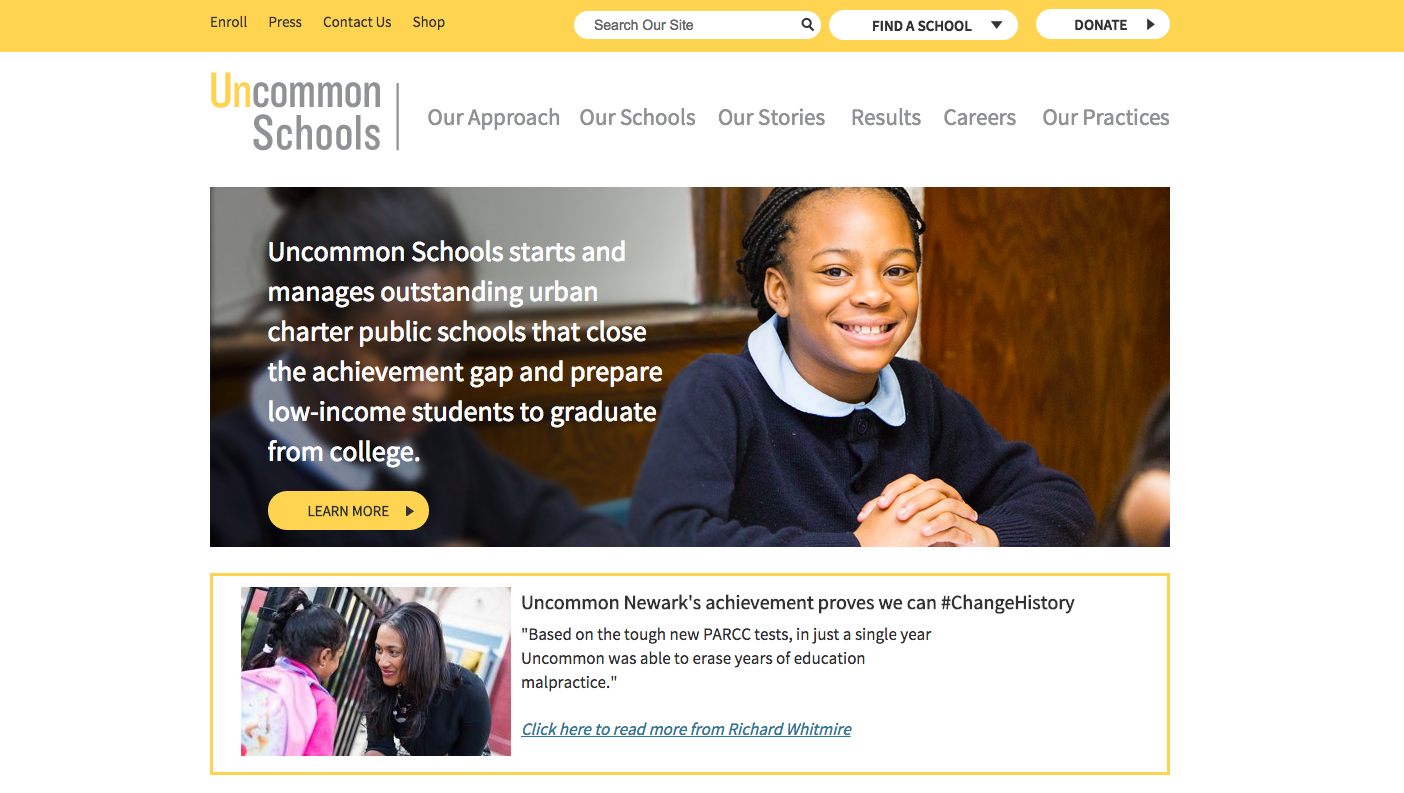 Enroll Press Contact Us Shop
Search Our Site
FIND A SCHOOL
DONATE
Uncommon
Schools
Our Approach Our Schools Our Stories Results Careers Our Practices
Uncommon Schools starts and
manages outstanding urban
charter public schools that close
the achievement gap and prepare
low-income students to graduate
from college.
LEARN MORE
Uncommon Newark's achievement proves we can #ChangeHistory
"Based on the tough new PARCC tests, in just a single year
Uncommon was able to erase years of education
malpractice."
Click here to read more from Richard Whitmire